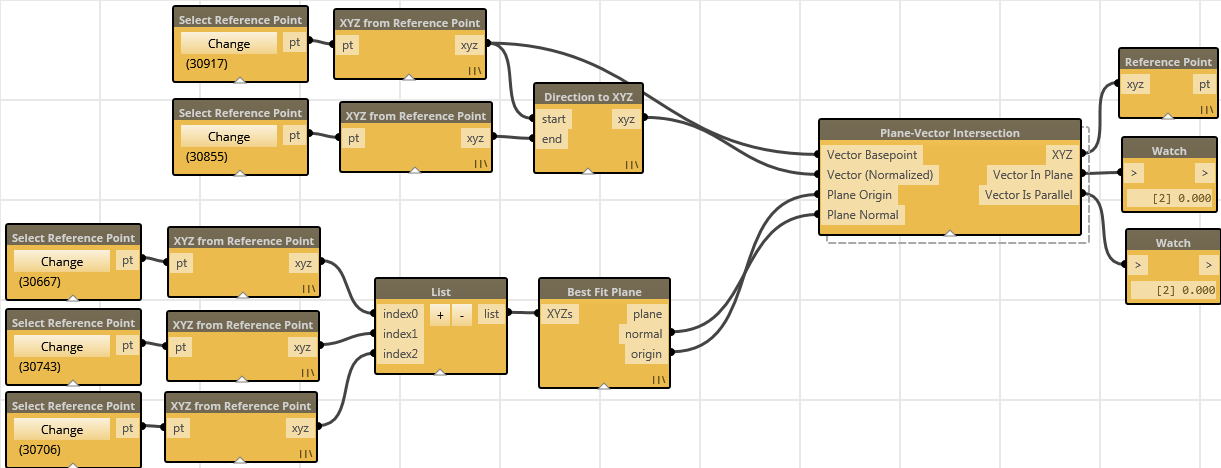 Select Reference Point
Change
pt
(30917)
XYZ from Reference Point
pt
xyz
Select Reference Point
Change
pt
(30855)
XYZ from Reference Point
pt
xyz
Direction to XYZ
start
xyz
end
Plane-Vector Intersection
Vector Basepoint
XYZ
Vector (Normalized)
Vector In Plane
Plane Origin
Vector Is Parallel
Plane Normal
Reference Point
xyz
pt
Watch
>
>
[2] 0.000
Watch
>
>
[2] 0.000
Select Reference Point
Change
pt
(30667)
XYZ from Reference Point
pt
xyz
Select Reference Point
Change
pt
(30743)
XYZ from Reference Point
pt
xyz
Select Reference Point
Change
pt
(30706)
XYZ from Reference Point
pt
xyz
List
index0
+
-
list
index1
index2
Best Fit Plane
XYZs
plane
normal
origin